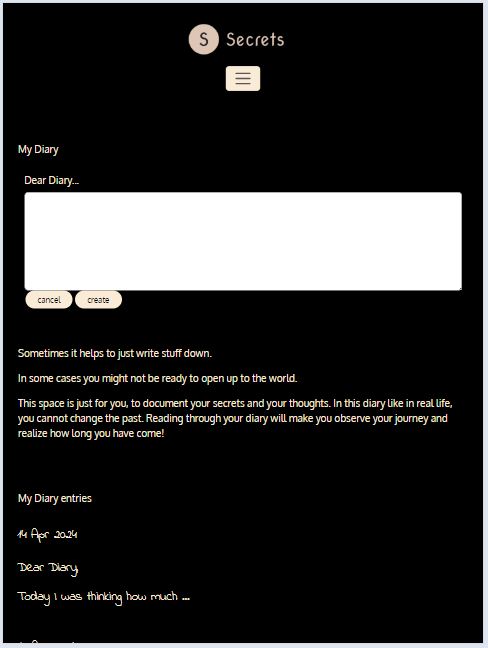 S Secrets
My Diary
Dear Diary...
cancel create
Sometimes it helps to just write stuff down.
In some cases you might not be ready to open up to the world.
This space is just for you, to document your secrets and your thoughts. In this diary like in real life,
you cannot change the past. Reading through your diary will make you observe your journey and
realize how long you have come!
My Diary entries
14 Apr 2024
Dear Diary,
Today I was thinking how much ...